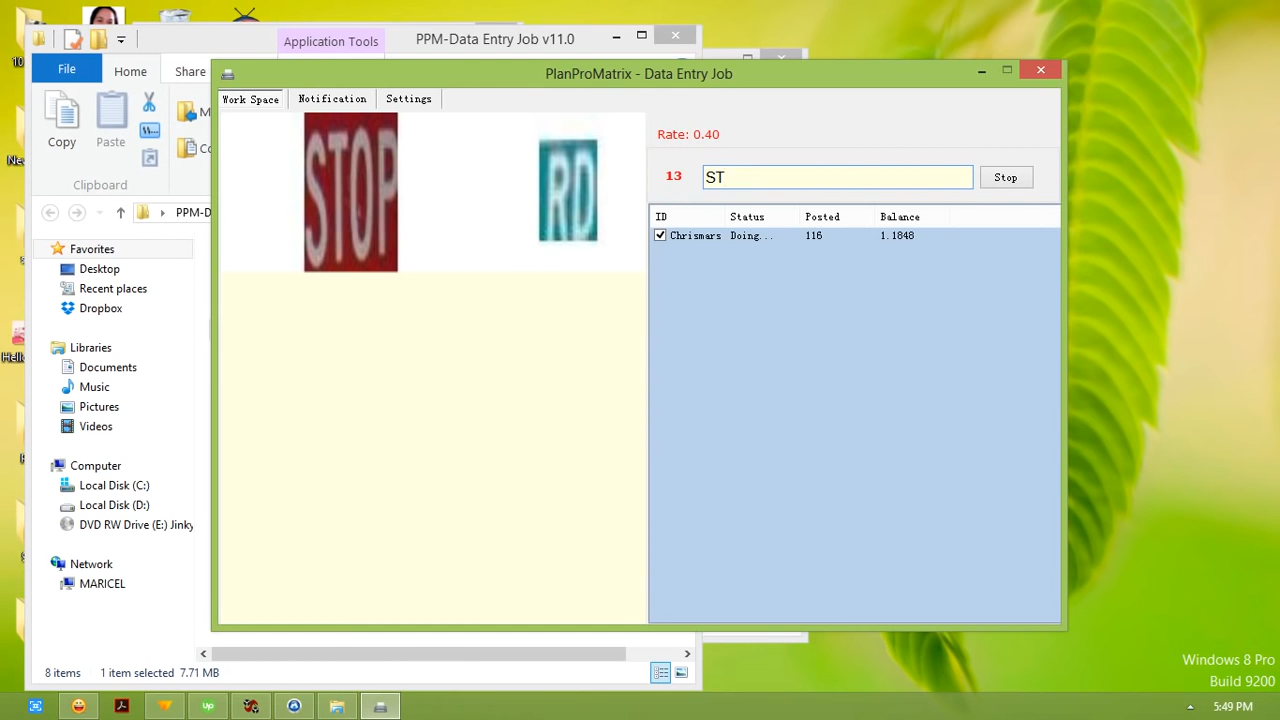 Application Tools
PPM-Data Entry Job v11.0
File
Home
Share
Copy
Paste
Clipboard
PPM-D
Favorites
Desktop
Recent places
Dropbox
Libraries
Documents
Music
Pictures
Videos
Computer
Local Disk (C:)
Local Disk (D:)
DVD RW Drive (E:) Jinky
Network
MARICEL
8 items
1 item selected 7.71 MB
PlanProMatrix - Data Entry Job
Work Space
Notification
Settings
STOP
RD
Rate: 0.40
13
ST
Stop
ID Status Posted Balance
Chrismars Doing... 116 1.1848
Windows 8 Pro
Build 9200
5:49 PM